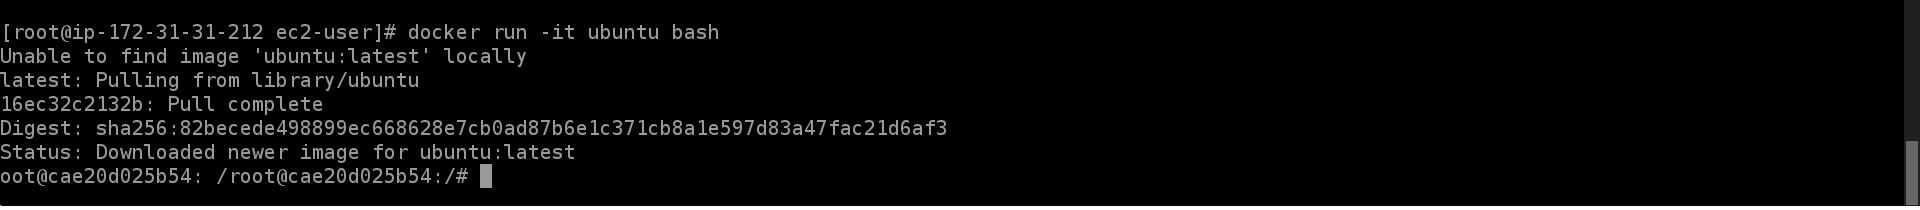 [root@ip-172-31-31-212 ec2-user]# docker run -it ubuntu bash
Unable to find image 'ubuntu:latest' locally
latest: Pulling from library/ubuntu
16ec32c2132b: Pull complete
Digest: sha256:82becede498899ec668628e7cb0ad87b6e1c371cb8a1e597d83a47fac21d6af3
Status: Downloaded newer image for ubuntu:latest
oot@cae20d025b54: /root@cae20d025b54:/#